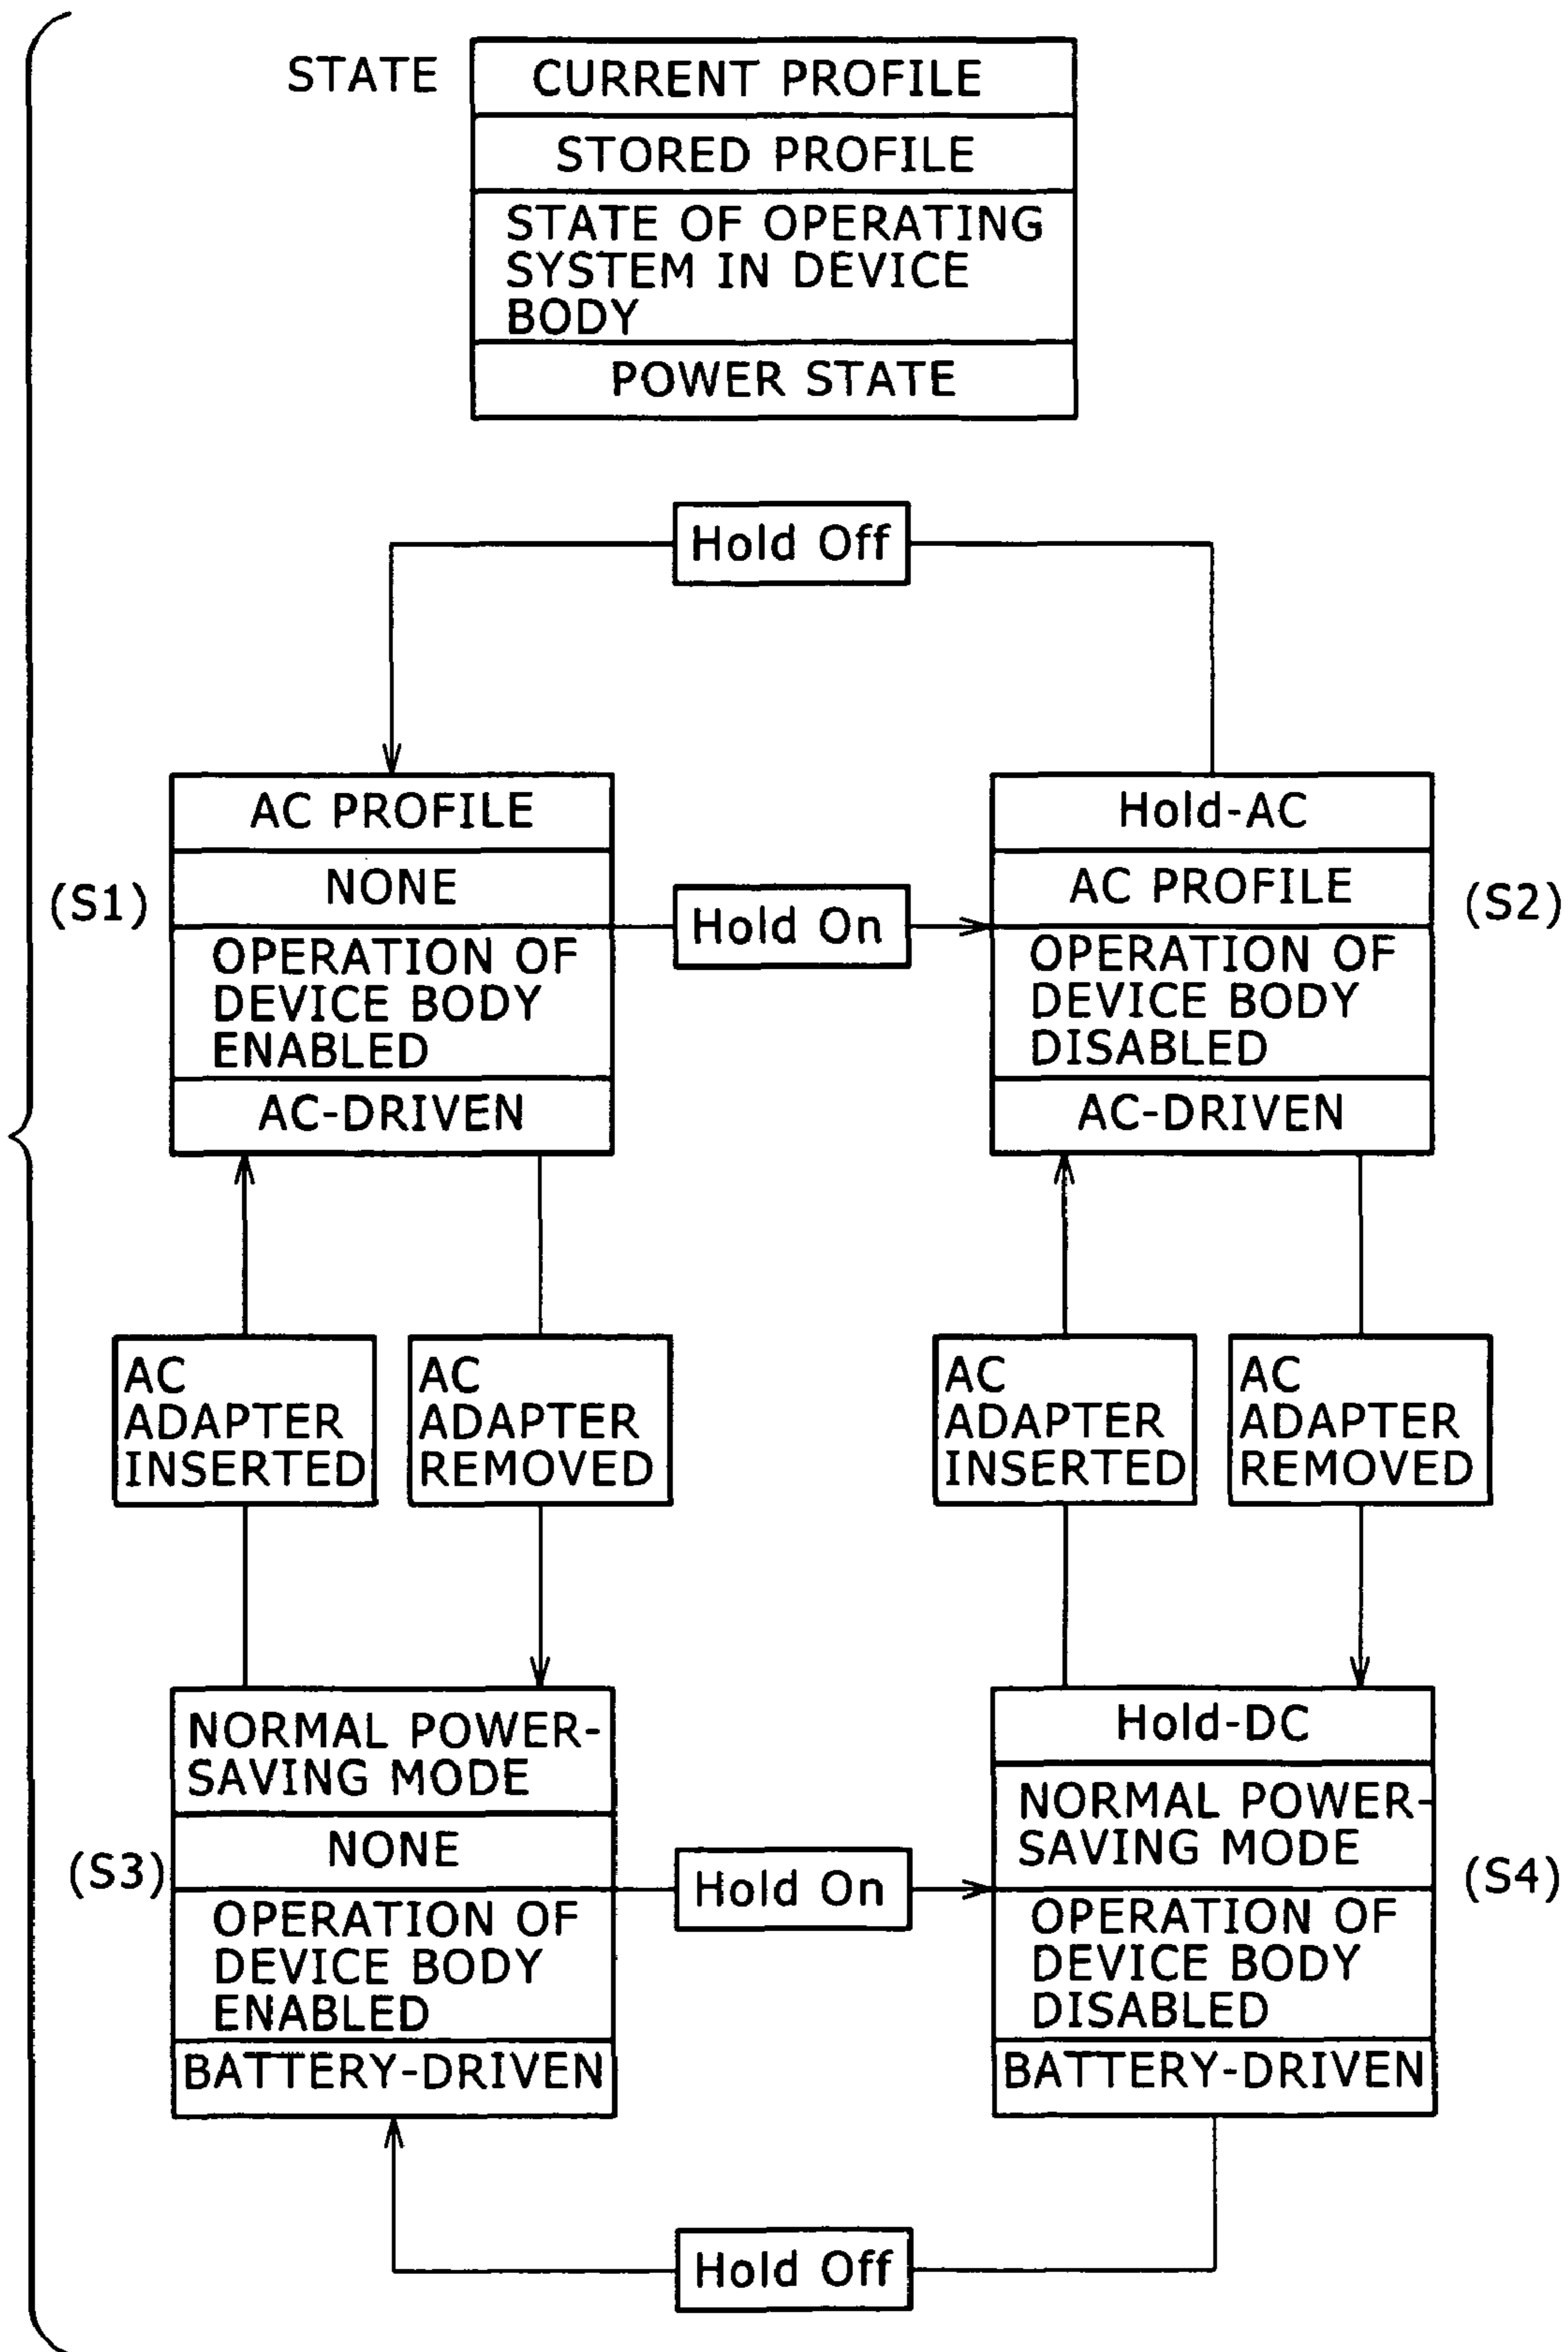 STATE
CURRENT PROFILE
STORED PROFILE
STATE OF OPERATING
SYSTEM IN DEVICE
BODY
POWER STATE
Hold Off
(S1)
AC PROFILE
NONE
OPERATION OF
DEVICE BODY
ENABLED
AC-DRIVEN
Hold On
Hold-AC
AC PROFILE
OPERATION OF
DEVICE BODY
DISABLED
AC-DRIVEN
(S2)
AC
ADAPTER
INSERTED
AC
ADAPTER
REMOVED
AC
ADAPTER
INSERTED
AC
ADAPTER
REMOVED
(S3)
NORMAL POWER-
SAVING MODE
NONE
OPERATION OF
DEVICE BODY
ENABLED
BATTERY-DRIVEN
Hold On
Hold-DC
NORMAL POWER-
SAVING MODE
OPERATION OF
DEVICE BODY
DISABLED
BATTERY-DRIVEN
(S4)
Hold Off